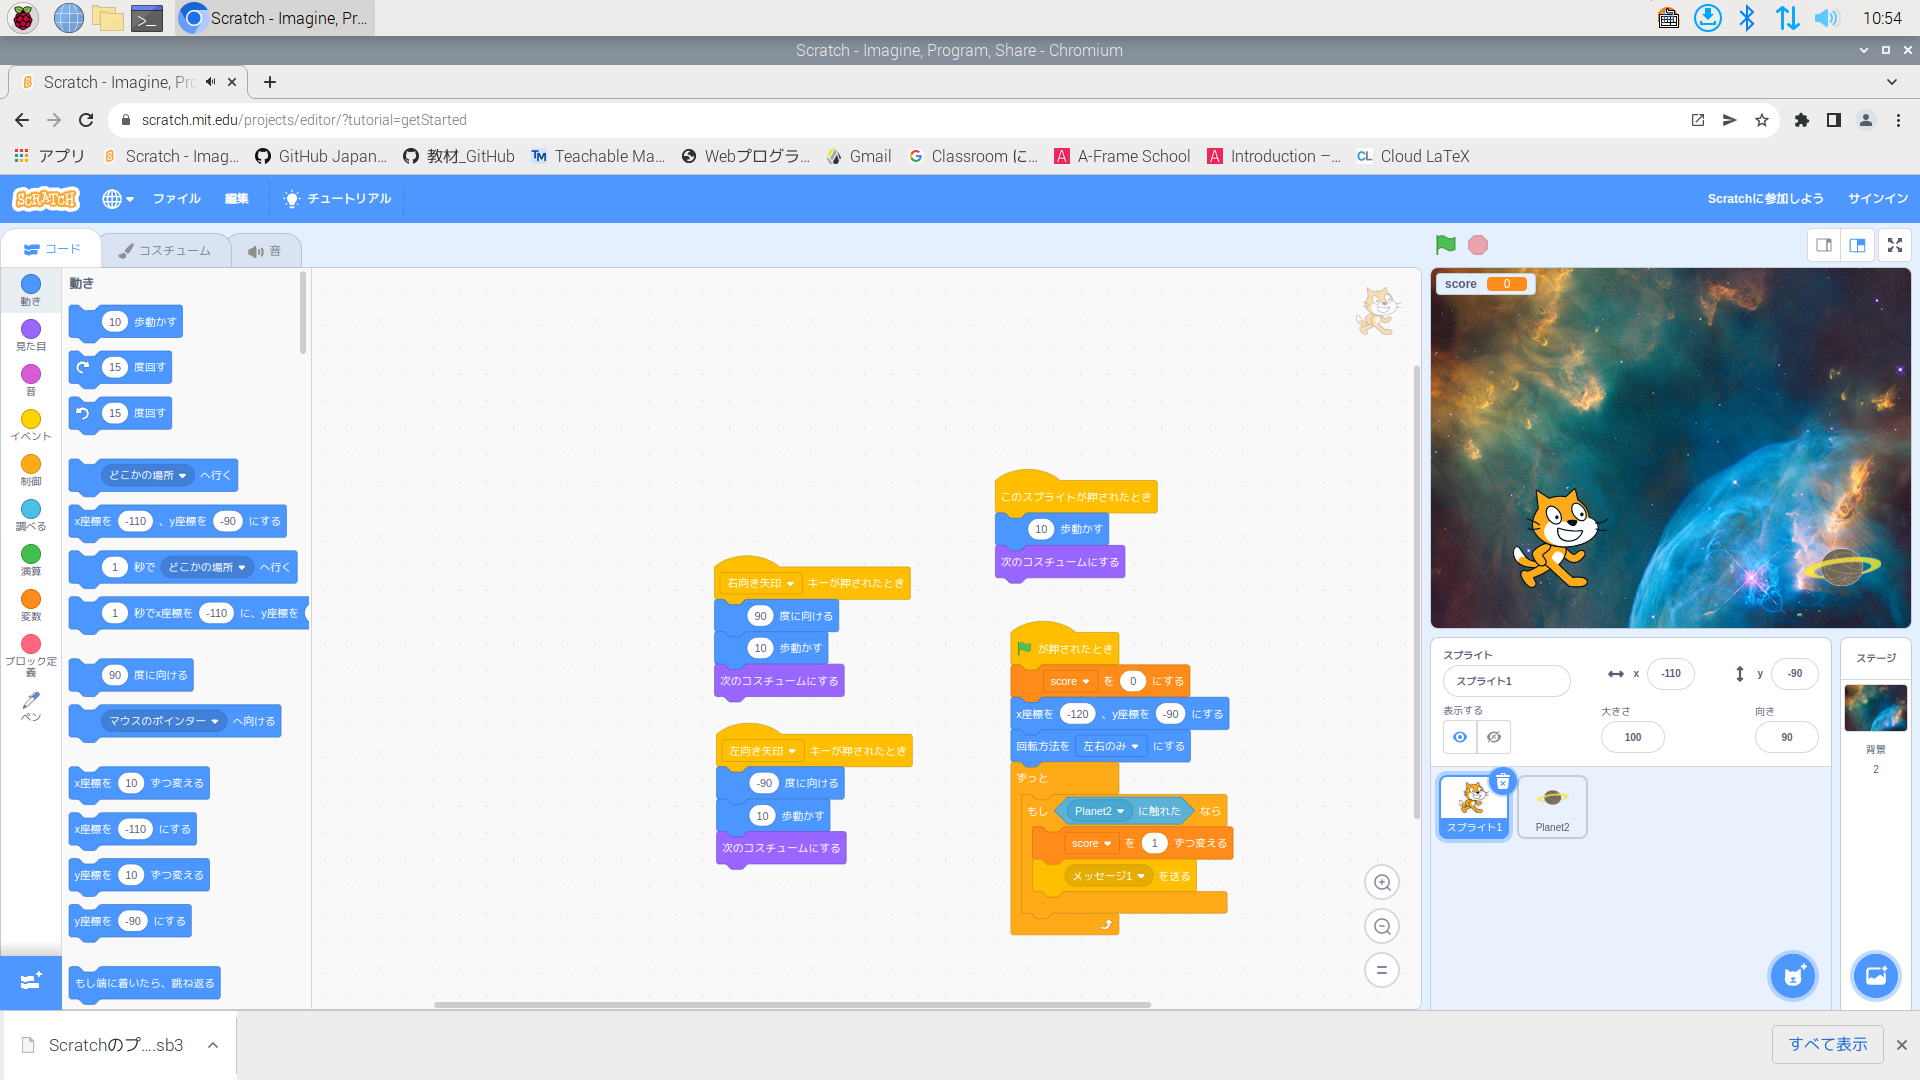 Scratch - Imagine, Pr...
10:54
Scratch - Imagine, Program, Share - Chromium
Scratch - Imagine, Pro
scratch.mit.edu/projects/editor/?tutorial=getStarted
アプリ
Scratch - Imag...
GitHub Japan...
教材_GitHub
Teachable Ma...
Webプログラ...
Gmail
Classroom に...
A-Frame School
Introduction –...
Cloud LaTeX
SCRATCH
ファイル
編集
チュートリアル
Scratchに参加しよう
サインイン
コード
コスチューム
音
動き
見た目
音
イベント
制御
調べる
演算
変数
ブロック定義
ペン
動き
10 歩動かす
15 度回す
15 度回す
どこかの場所 へ行く
x座標を -110 、y座標を -90 にする
1 秒で どこかの場所 へ行く
1 秒でx座標を -110 に、y座標を
90 度に向ける
マウスのポインター へ向ける
x座標を 10 ずつ変える
x座標を -110 にする
y座標を 10 ずつ変える
y座標を -90 にする
もし端に着いたら、跳ね返る
右向き矢印 キーが押されたとき
90 度に向ける
10 歩動かす
次のコスチュームにする
左向き矢印 キーが押されたとき
-90 度に向ける
10 歩動かす
次のコスチュームにする
このスプライトが押されたとき
10 歩動かす
次のコスチュームにする
が押されたとき
score を 0 にする
x座標を -120 、y座標を -90 にする
回転方法を 左右のみ にする
ずっと
もし Planet2 に触れた なら
score を 1 ずつ変える
メッセージ1 を送る
score 0
スプライト
スプライト1
x -110
y -90
表示する
大きさ
100
向き
90
スプライト1
Planet2
ステージ
背景
2
Scratchのプ....sb3
すべて表示